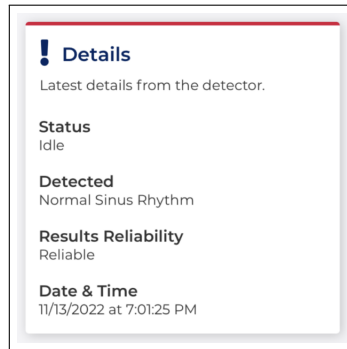 Details
Latest details from the detector.
Status
Idle
Detected
Normal Sinus Rhythm
Results Reliability
Reliable
Date & Time
11/13/2022 at 7:01:25 PM